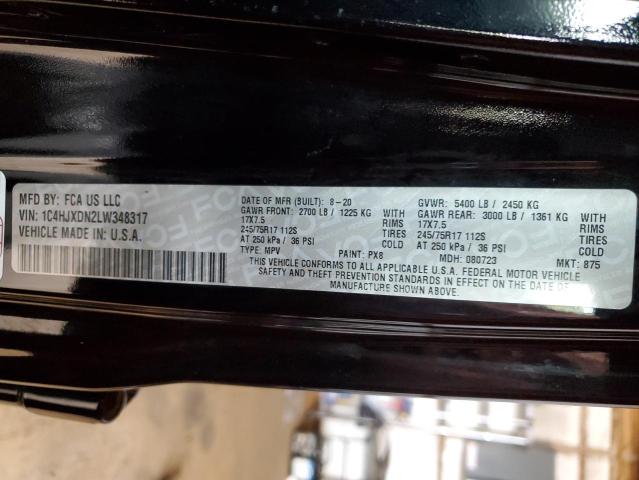 MFD BY: FCA US LLC
VIN: 1C4HJXDN2LW348317
VEHICLE MADE IN: U.S.A.
DATE OF MFR (BUILT): 8-20 GVWR: 5400 LB / 2450 KG
GAWR FRONT: 2700 LB / 1225 KG WITH GAWR REAR: 3000 LB / 1361 KG WITH
17X7.5 RIMS 17X7.5 RIMS
245/75R17 112S TIRES 245/75R17 112S TIRES
AT 250 kPa / 36 PSI COLD AT 250 kPa / 36 PSI COLD
TYPE: MPV PAINT: PX8 MDH: 080723 MKT: 875
THIS VEHICLE CONFORMS TO ALL APPLICABLE U.S.A. FEDERAL MOTOR VEHICLE
SAFETY AND THEFT PREVENTION STANDARDS IN EFFECT ON THE DATE OF
MANUFACTURE SHOWN ABOVE.